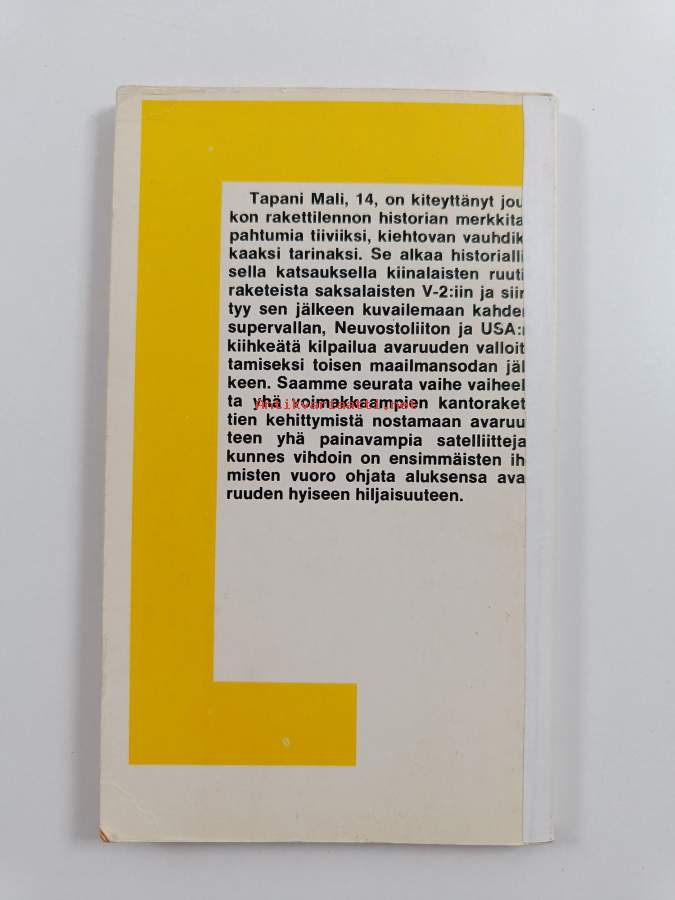 Tapani Mali, 14, on kiteyttänyt jou
kon rakettilennon historian merkkita
pahtumia tiiviiksi, kiehtovan vauhdik
kaaksi tarinaksi. Se alkaa historialli
sella katsauksella kiinalaisten ruuti
raketeista saksalaisten V-2:iin ja siir
tyy sen jälkeen kuvailemaan kahden
supervallan, Neuvostoliiton ja USA:n
kiihkeätä kilpailua avaruuden valloit
tamiseksi toisen maailmansodan jäl
keen. Saamme seurata vaihe vaiheel
ta yhä voimakkaampien kantoraket
tien kehittymistä nostamaan avaruu
teen yhä painavampia satelliitteja
kunnes vihdoin on ensimmäisten ih
misten vuoro ohjata aluksensa ava
ruuden hyiseen hiljaisuuteen.
Antikvariaatti.net